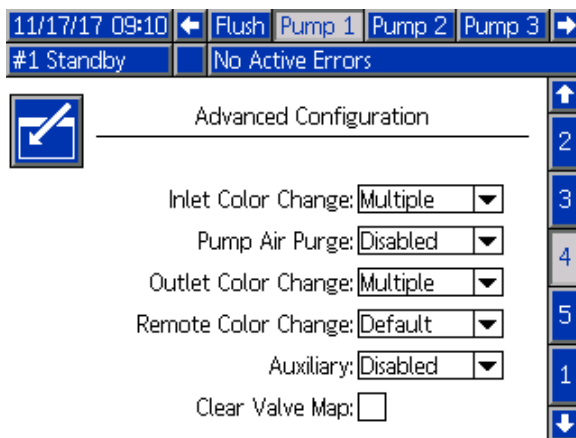 11/17/17 09:10 Flush Pump 1 Pump 2 Pump 3
#1 Standby No Active Errors
Advanced Configuration
2
Inlet Color Change: Multiple
3
Pump Air Purge: Disabled
4
Outlet Color Change: Multiple
Remote Color Change: Default
5
Auxiliary: Disabled
1
Clear Valve Map: